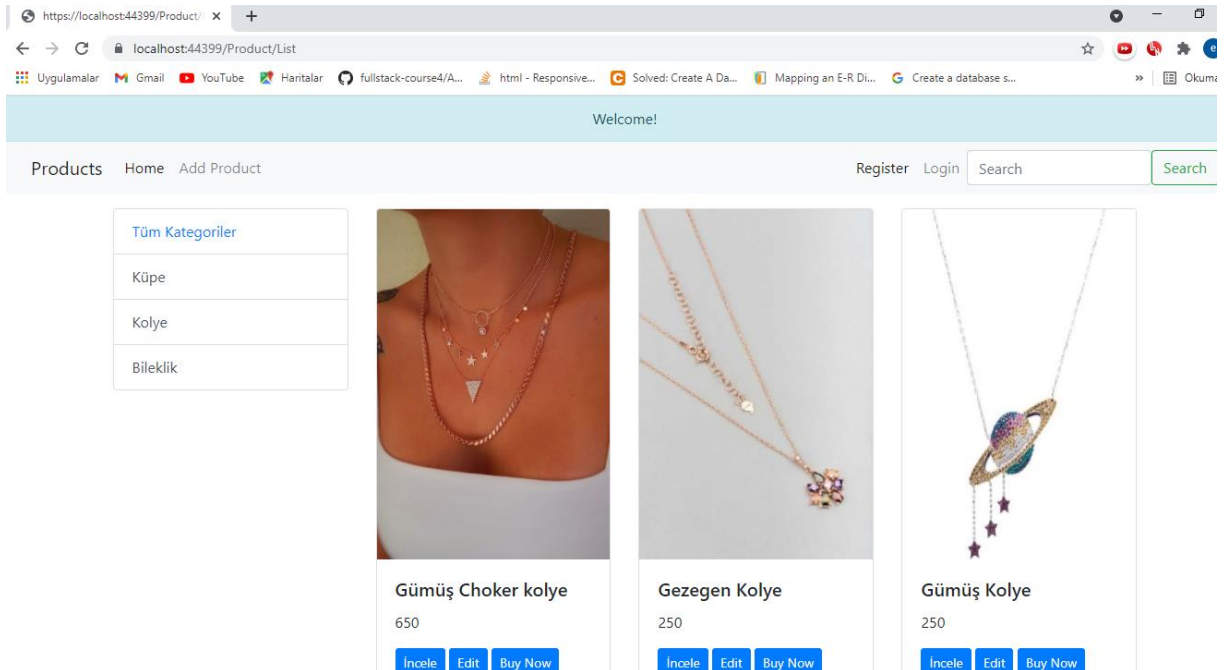 https://localhost:44399/Product/
localhost:44399/Product/List
Uygulamalar Gmail YouTube Haritalar fullstack-course4/A... html - Responsive... Solved: Create A Da... Mapping an E-R Di... Create a database s... » Okuma
Welcome!
Products Home Add Product Register Login Search Search
Tüm Kategoriler
Küpe
Kolye
Bileklik
Gümüş Choker kolye
650
İncele Edit Buy Now
Gezegen Kolye
250
İncele Edit Buy Now
Gümüş Kolye
250
İncele Edit Buy Now